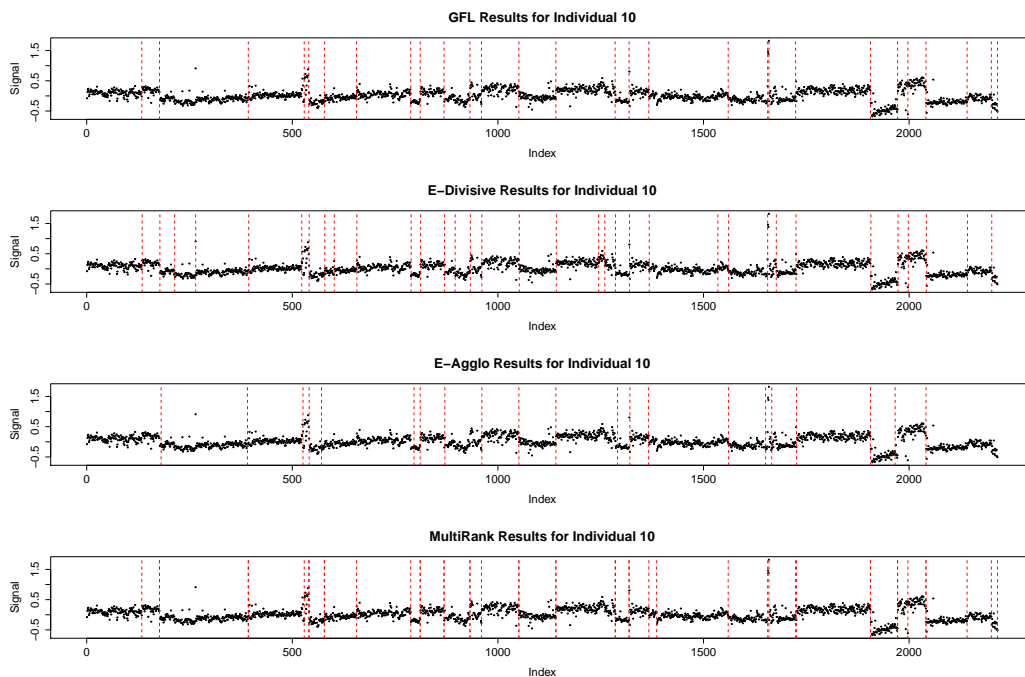 GFL Results for Individual 10
Signal
1.5
0.5
−0.5
0 500 1000 1500 2000
Index
E−Divisive Results for Individual 10
Signal
1.5
0.5
−0.5
0 500 1000 1500 2000
Index
E−Agglo Results for Individual 10
Signal
1.5
0.5
−0.5
0 500 1000 1500 2000
Index
MultiRank Results for Individual 10
Signal
1.5
0.5
−0.5
0 500 1000 1500 2000
Index